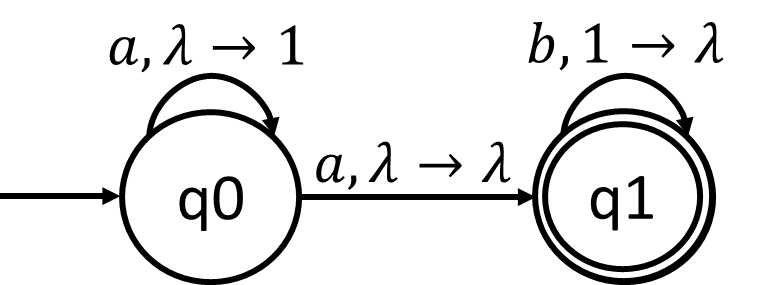 a, λ → 1
b, 1 → λ
a, λ → λ
q0
q1